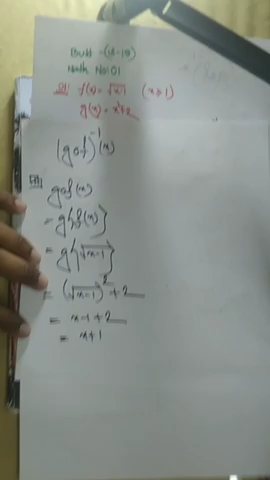 Math No: 01
f(x) = √x-1 (x ≥ 1)
g(x) = x²+2
(gof)⁻¹(x)
gof(x)
= g{f(x)}
= g{√x-1}
= (√x-1)² + 2
= x-1+2
= x+1